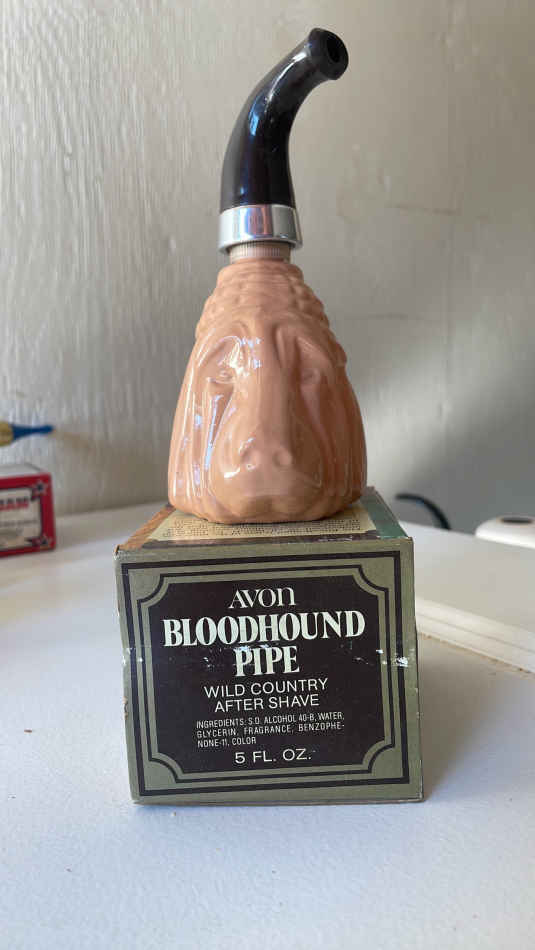 AVON
BLOODHOUND
PIPE
WILD COUNTRY
AFTER SHAVE
INGREDIENTS: S.D. ALCOHOL 40-B, WATER,
GLYCERIN, FRAGRANCE, BENZOPHE-
NONE-11, COLOR
5 FL. OZ.